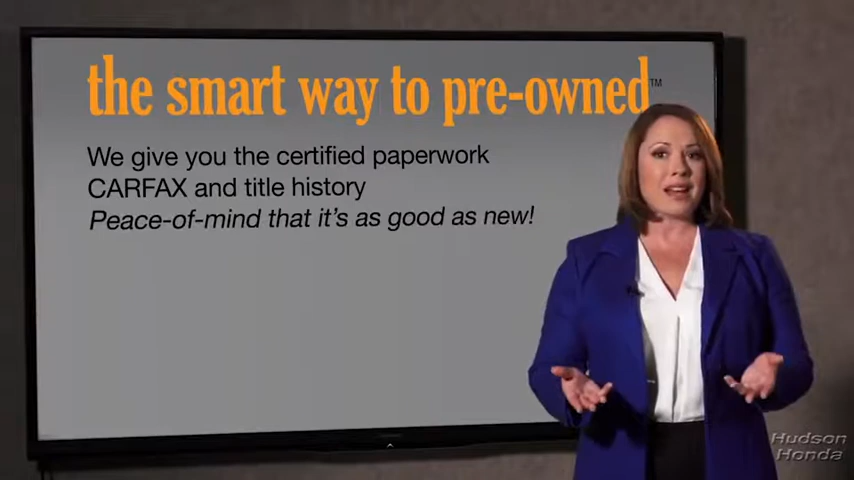 the smart way to pre-owned™
We give you the certified paperwork
CARFAX and title history
Peace-of-mind that it's as good as new!
Hudson
Honda